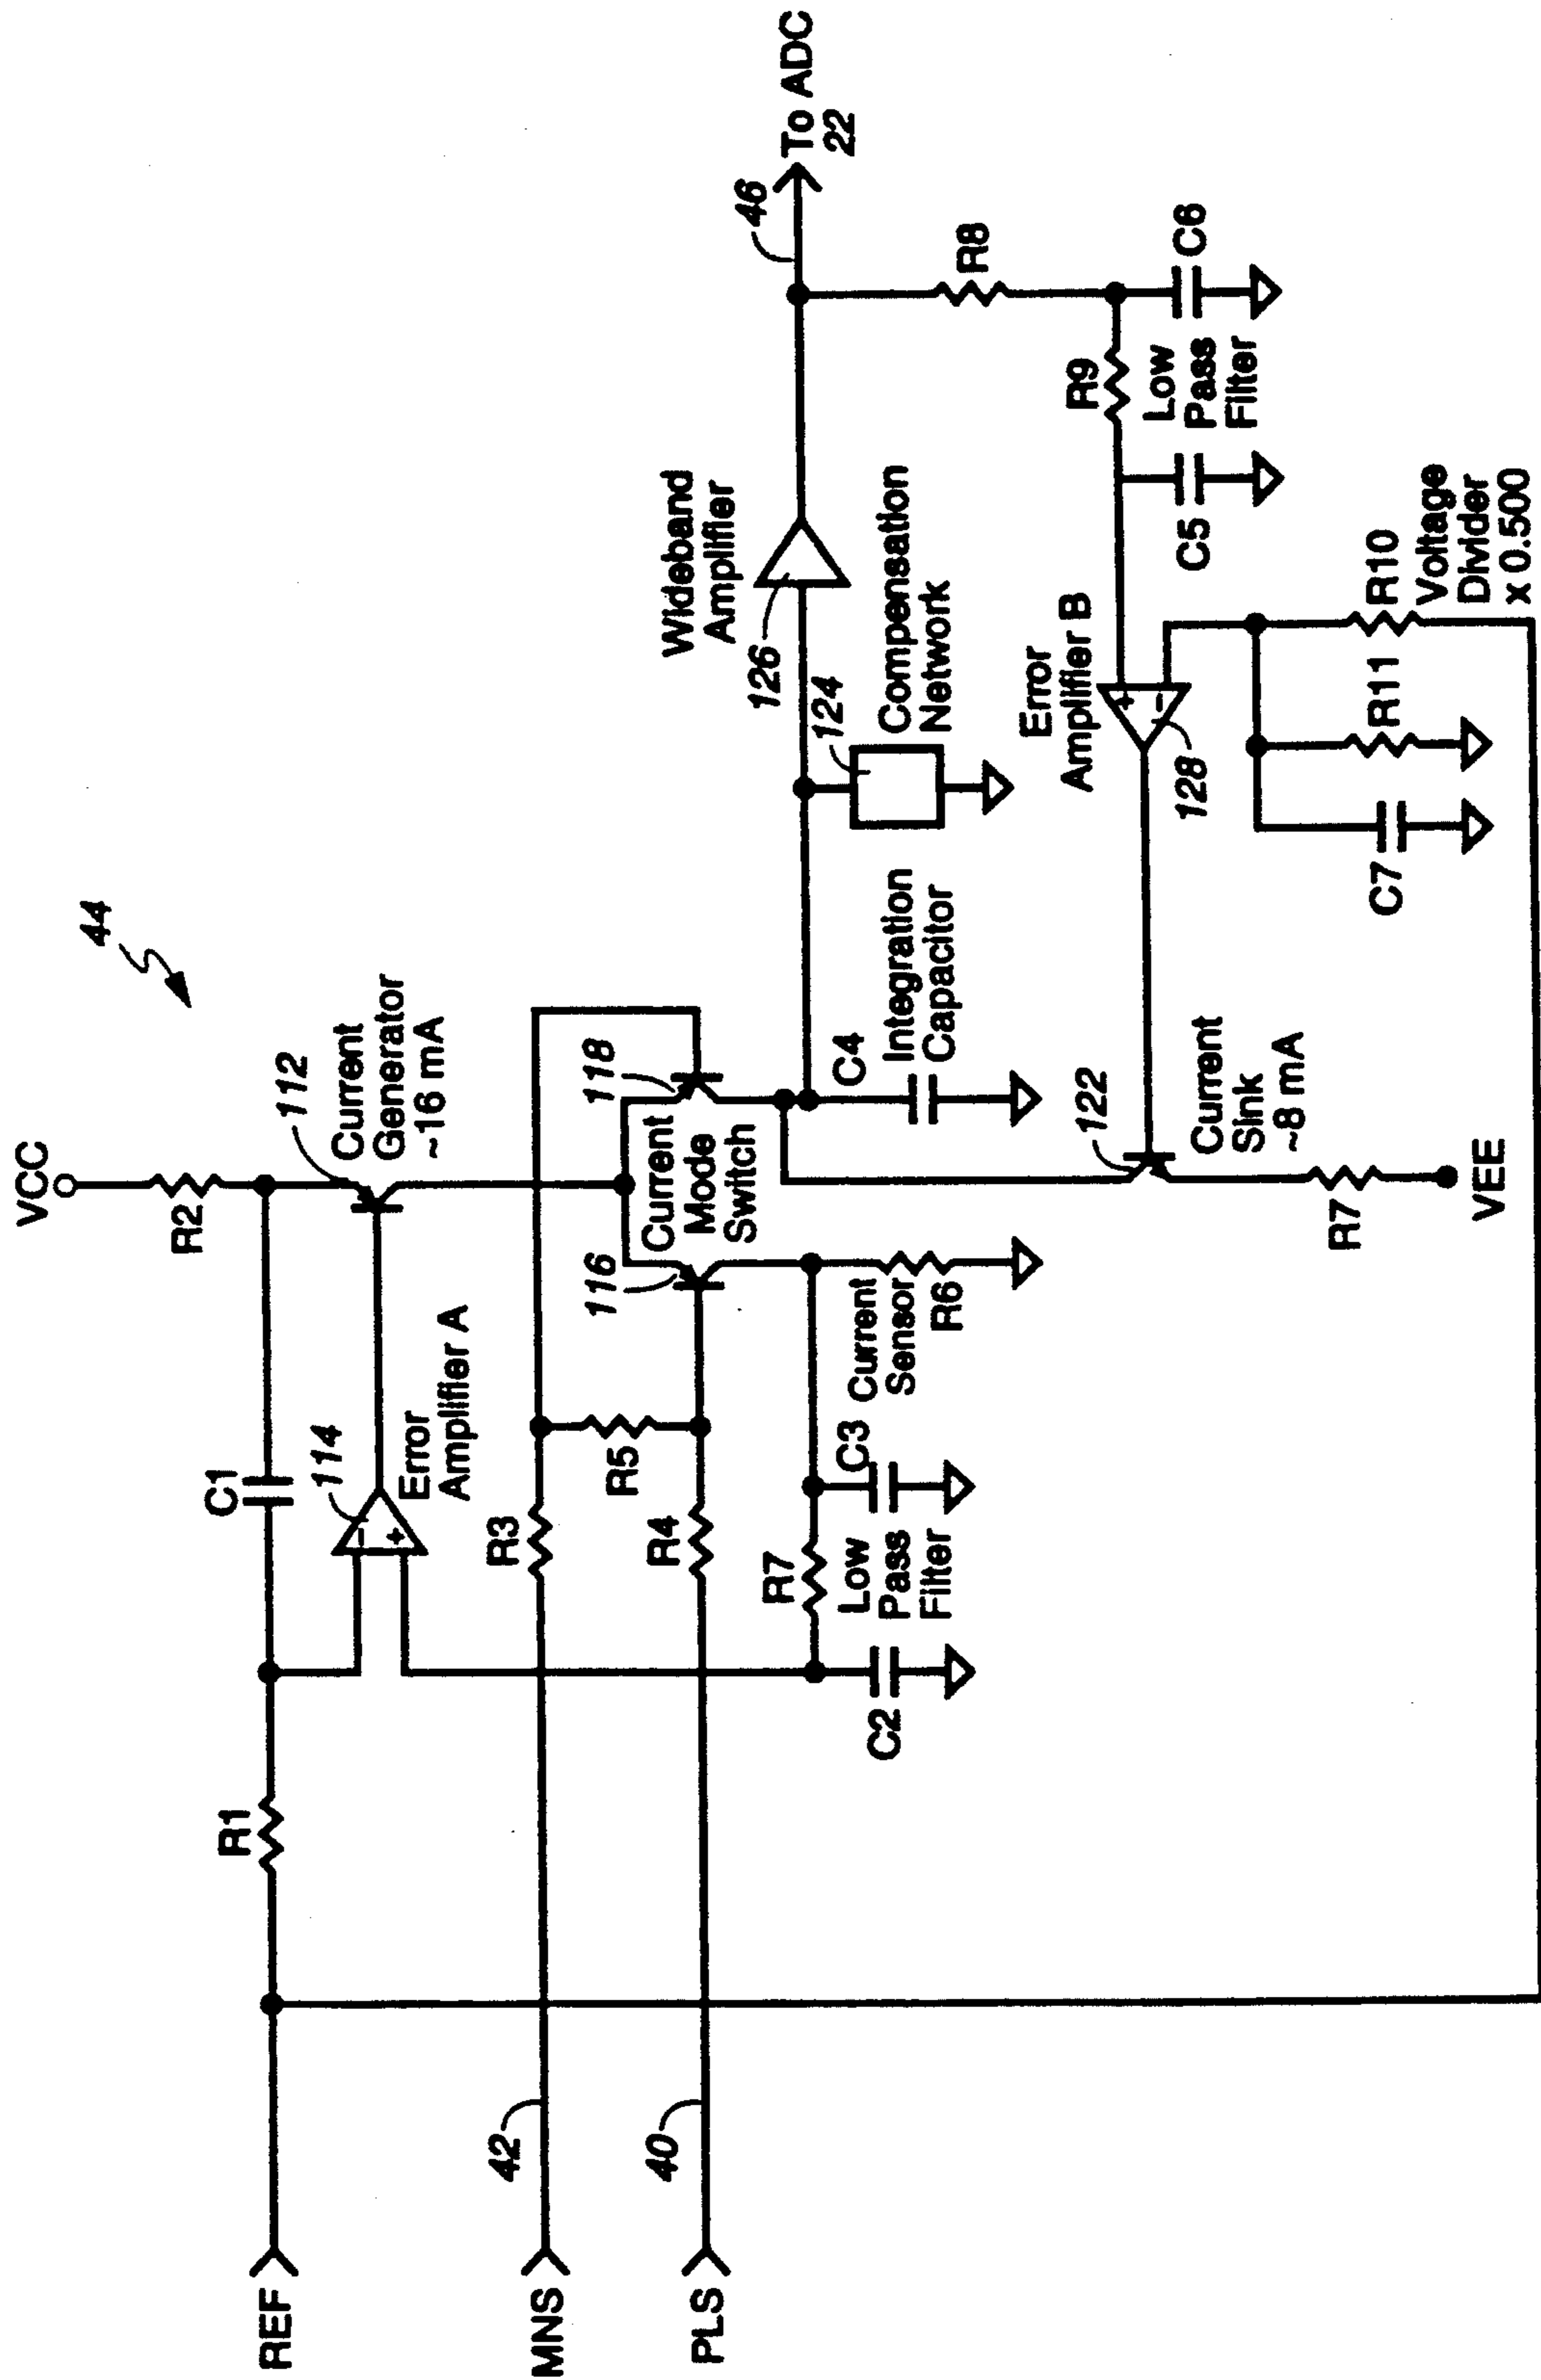 44
VCC
R2
112
Current
Generator
~16 mA
C1
114
Error
Amplifier A
R1
REF
MNS
42
PLS
40
R3
R4
R5
116
Current
Mode
Switch
118
R7
Low
Pass
Filter
C2
C3
Current
Sensor
R6
C4
Integration
Capacitor
122
Current
Sink
~8 mA
R7
VEE
124
Compensation
Network
Wideband
Amplifier
126
46
To ADC
22
R8
R9
Low
Pass
Filter
C6
C5
Error
Amplifier B
128
C7
R11
R10
Voltage
Divider
x 0.500
+
-
+
-